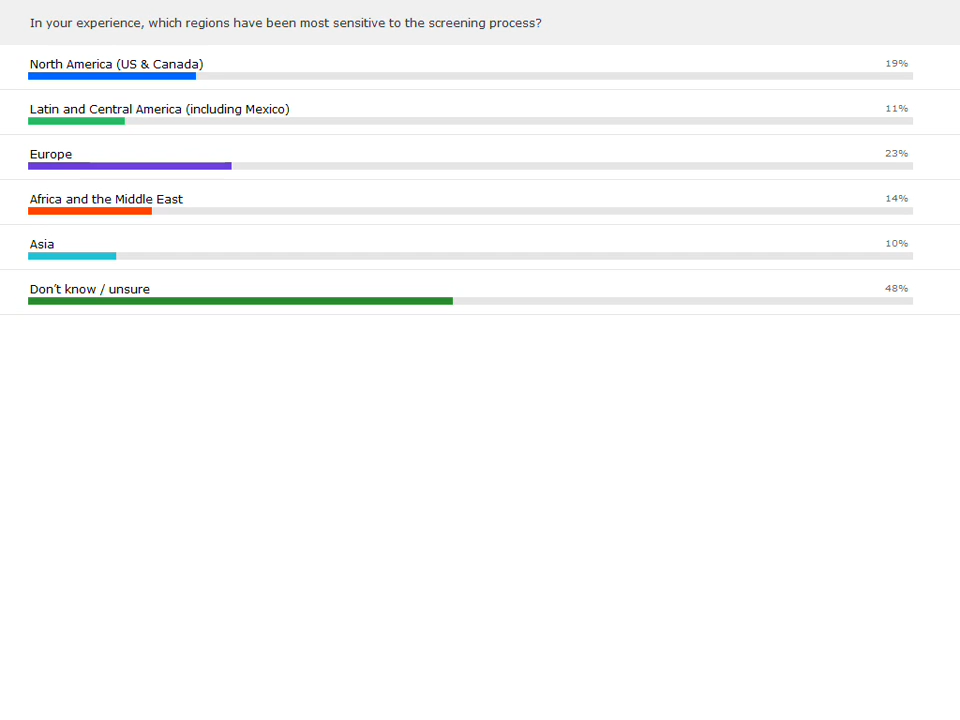 In your experience, which regions have been most sensitive to the screening process?
North America (US & Canada) 19%
Latin and Central America (including Mexico) 11%
Europe 23%
Africa and the Middle East 14%
Asia 10%
Don't know / unsure 48%